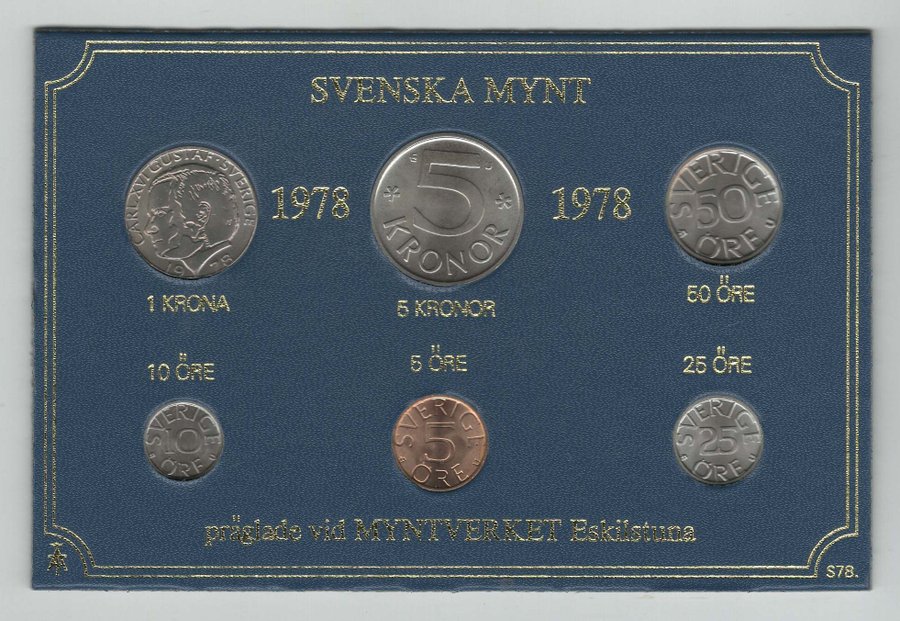 SVENSKA MYNT
CARL XVI GUSTAF · SVERIGE
1978
1978
5
KRONOR
1978
SVERIGE
50
ÖRE
U
1 KRONA
5 KRONOR
50 ÖRE
10 ÖRE
5 ÖRE
25 ÖRE
SVERIGE
10
ÖRE
SVERIGE
5
ÖRE
SVERIGE
25
ÖRE
präglade vid MYNTVERKET Eskilstuna
S78.